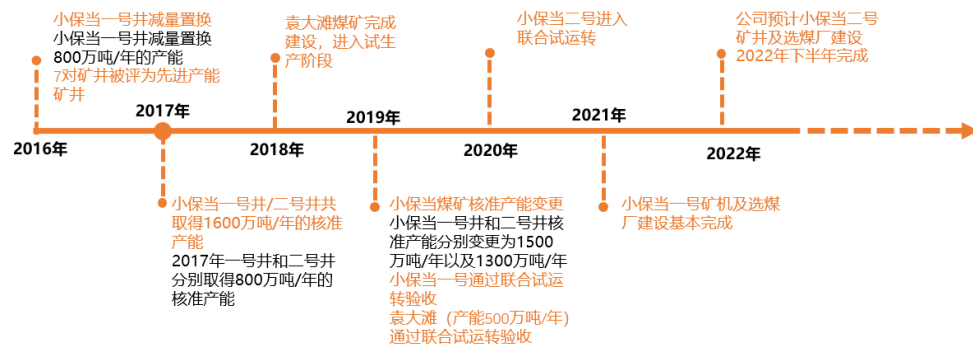 小保当一号井减量置换
小保当一号井减量置换
800万吨/年的产能
7对矿井被评为先进产能
矿井
2016年
2017年
小保当一号井/二号井共
取得1600万吨/年的核准
产能
2017年一号井和二号井
分别取得800万吨/年的
核准产能
袁大滩煤矿完成
建设，进入试生
产阶段
2018年
2019年
小保当煤矿核准产能变更
小保当一号井和二号井核
准产能分别变更为1500
万吨/年以及1300万吨/年
小保当一号通过联合试运
转验收
袁大滩（产能500万吨/年）
通过联合试运转验收
小保当二号进入
联合试运转
2020年
2021年
小保当一号矿机及选煤
厂建设基本完成
公司预计小保当二号
矿井及选煤厂建设
2022年下半年完成
2022年